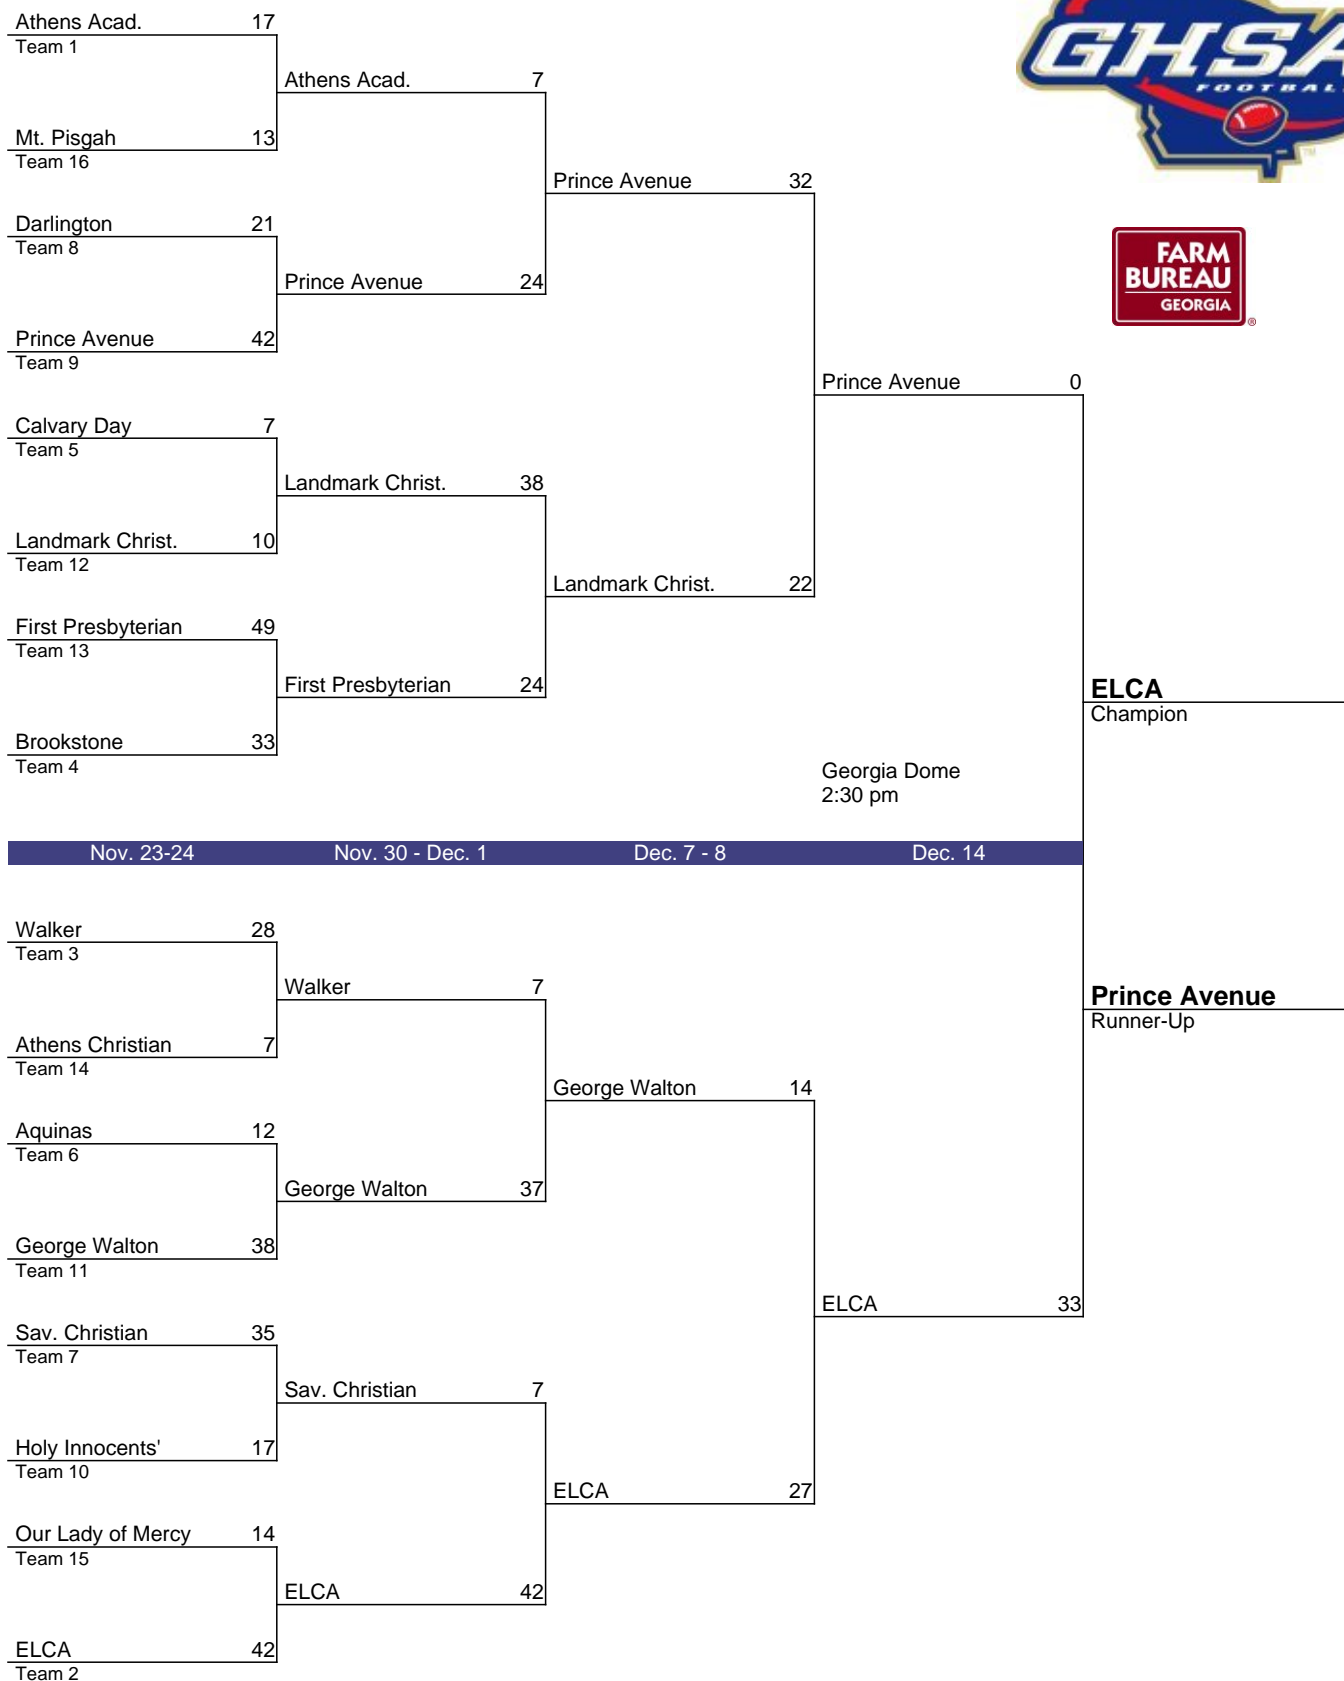 Athens Acad. 17
Team 1
Athens Acad. 7
Mt. Pisgah 13
Team 16
Prince Avenue 32
Darlington 21
Team 8
Prince Avenue 24
Prince Avenue 42
Team 9
Prince Avenue 0
Calvary Day 7
Team 5
Landmark Christ. 38
Landmark Christ. 10
Team 12
Landmark Christ. 22
First Presbyterian 49
Team 13
First Presbyterian 24
ELCA
Champion
Brookstone 33
Team 4
Georgia Dome
2:30 pm
Nov. 23-24 Nov. 30 - Dec. 1 Dec. 7 - 8 Dec. 14
Walker 28
Team 3
Walker 7
Prince Avenue
Runner-Up
Athens Christian 7
Team 14
George Walton 14
Aquinas 12
Team 6
George Walton 37
George Walton 38
Team 11
ELCA 33
Sav. Christian 35
Team 7
Sav. Christian 7
Holy Innocents' 17
Team 10
ELCA 27
Our Lady of Mercy 14
Team 15
ELCA 42
ELCA 42
Team 2
GHSA
FOOTBAL
TM
FARM
BUREAU
GEORGIA
®